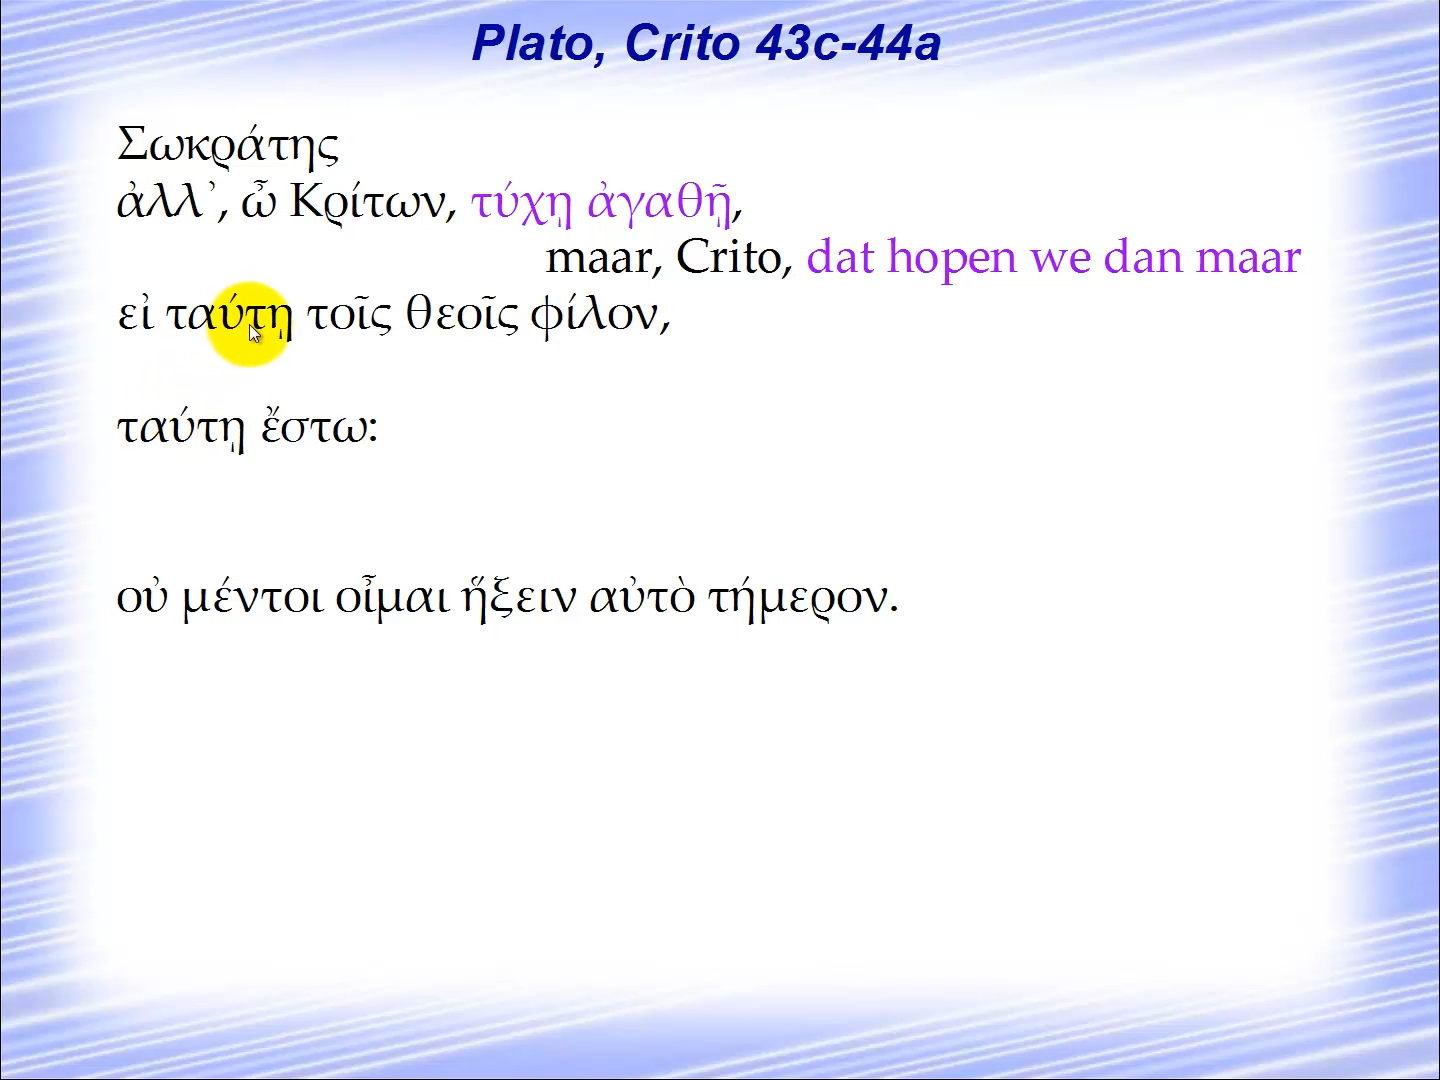 Plato, Crito 43c-44a
Σωκράτης
ἀλλ᾽, ὦ Κρίτων, τύχῃ ἀγαθῇ,
maar, Crito, dat hopen we dan maar
εἰ ταύτῃ τοῖς θεοῖς φίλον,
ταύτῃ ἔστω:
οὐ μέντοι οἶμαι ἥξειν αὐτὸ τήμερον.